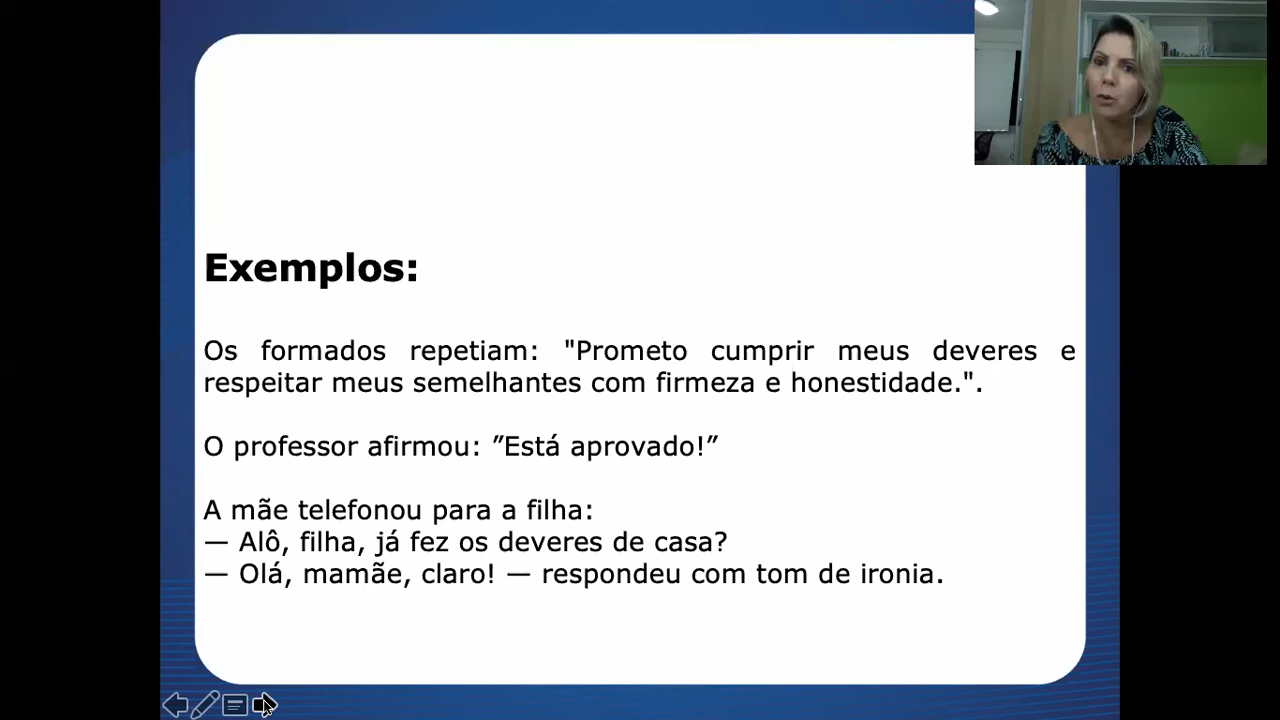 Exemplos:
Os formados repetiam: "Prometo cumprir meus deveres e
respeitar meus semelhantes com firmeza e honestidade.".
O professor afirmou: ”Está aprovado!”
A mãe telefonou para a filha:
— Alô, filha, já fez os deveres de casa?
— Olá, mamãe, claro! — respondeu com tom de ironia.